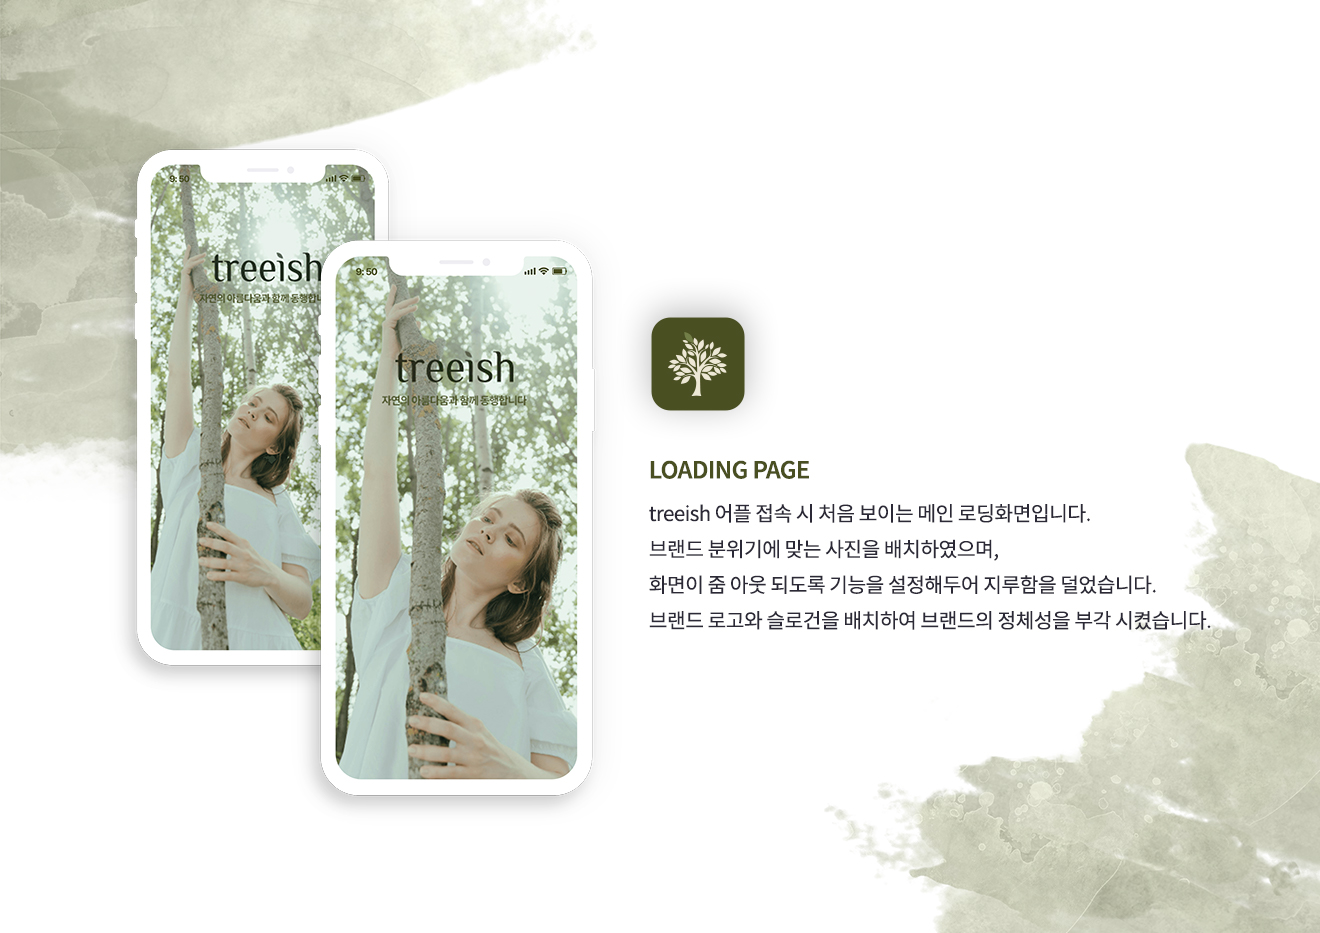 9:50
treeish
자연의 아름다움과 함께 동행합니
9:50
treeish
자연의 아름다움과 함께 동행합니다
LOADING PAGE
treeish 어플 접속 시 처음 보이는 메인 로딩화면입니다.
브랜드 분위기에 맞는 사진을 배치하였으며,
화면이 줌 아웃 되도록 기능을 설정해두어 지루함을 덜었습니다.
브랜드 로고와 슬로건을 배치하여 브랜드의 정체성을 부각 시켰습니다.